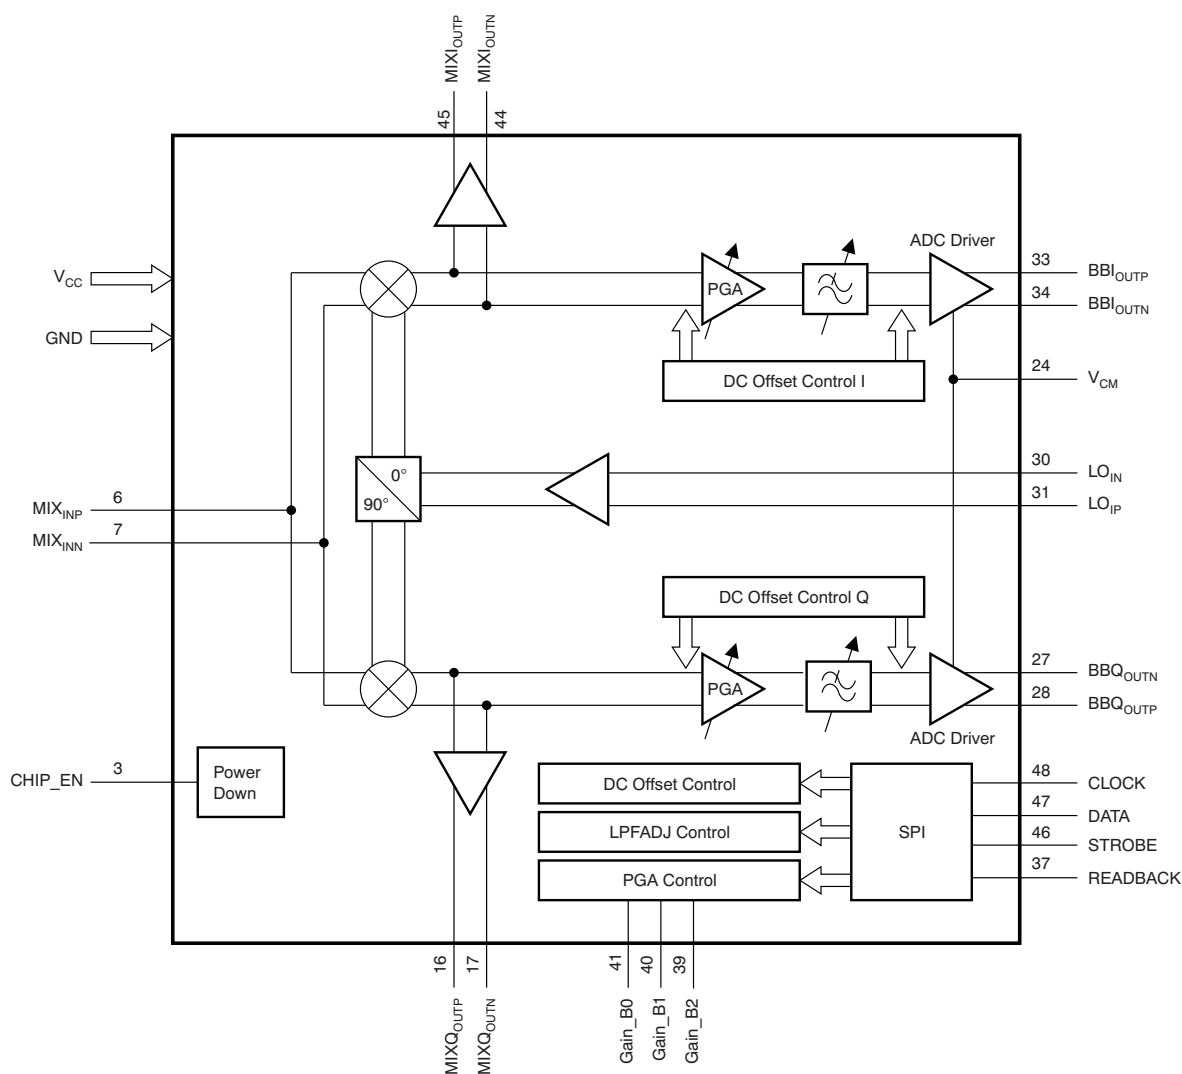 MIXI_OUTP
MIXI_OUTN
45
44
ADC Driver
V_CC
PGA
33
BBI_OUTP
34
BBI_OUTN
GND
DC Offset Control I
24
V_CM
0°
90°
30
LO_IN
31
LO_IP
MIX_INP
6
MIX_INN
7
DC Offset Control Q
PGA
27
BBQ_OUTN
28
BBQ_OUTP
ADC Driver
CHIP_EN
3
Power
Down
DC Offset Control
LPFADJ Control
PGA Control
SPI
48
CLOCK
47
DATA
46
STROBE
37
READBACK
16
17
41
40
39
MIXQ_OUTP
MIXQ_OUTN
Gain_B0
Gain_B1
Gain_B2